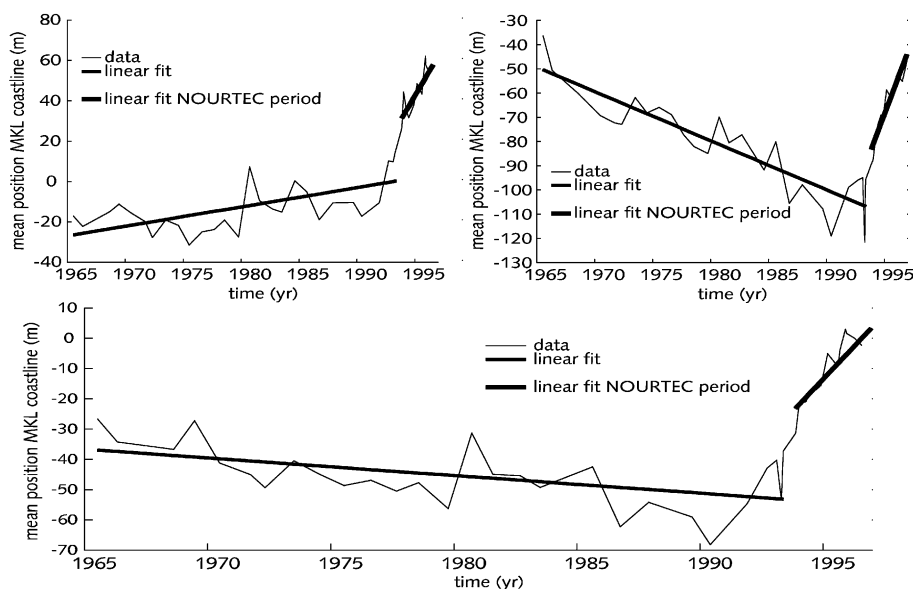 mean position MKL coastline (m)
80
60
40
20
0
-20
-40
data
linear fit
linear fit NOURTEC period
1965 1970 1975 1980 1985 1990 1995
time (yr)
mean position MKL coastline (m)
-30
-40
-50
-60
-70
-80
-90
-100
-110
-120
-130
data
linear fit
linear fit NOURTEC period
1965 1970 1975 1980 1985 1990 1995
time (yr)
mean position MKL coastline (m)
10
0
-10
-20
-30
-40
-50
-60
-70
data
linear fit
linear fit NOURTEC period
1965 1970 1975 1980 1985 1990 1995
time (yr)